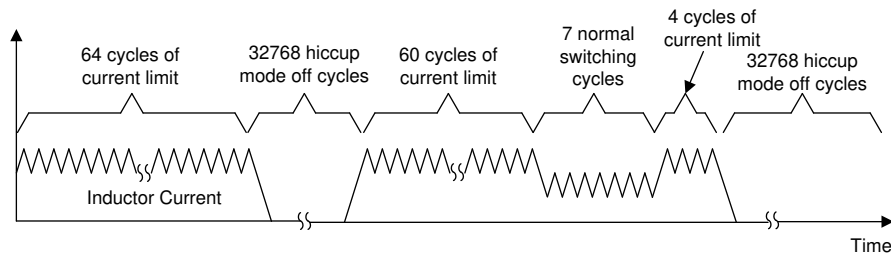 64 cycles of
current limit
32768 hiccup
mode off cycles
60 cycles of
current limit
7 normal
switching
cycles
4 cycles of
current limit
32768 hiccup
mode off cycles
Inductor Current
Time